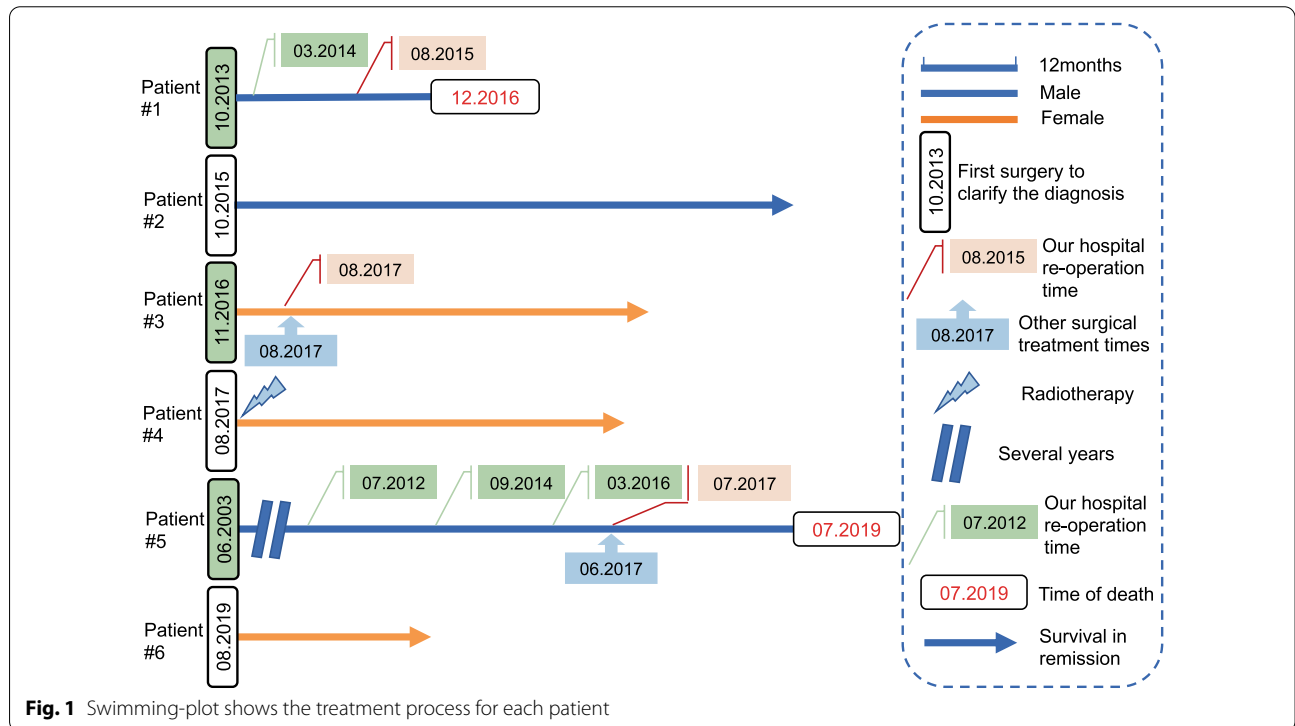 Patient
#1
10.2013
03.2014
08.2015
12.2016
Patient
#2
10.2015
Patient
#3
11.2016
08.2017
08.2017
Patient
#4
08.2017
Patient
#5
06.2003
07.2012
09.2014
03.2016
07.2017
06.2017
07.2019
Patient
#6
08.2019
12months
Male
Female
10.2013
First surgery to
clarify the diagnosis
08.2015
Our hospital
re-operation
time
08.2017
Other surgical
treatment times
Radiotherapy
Several years
07.2012
Our hospital
re-operation
time
07.2019
Time of death
Survival in
remission
Fig. 1 Swimming-plot shows the treatment process for each patient